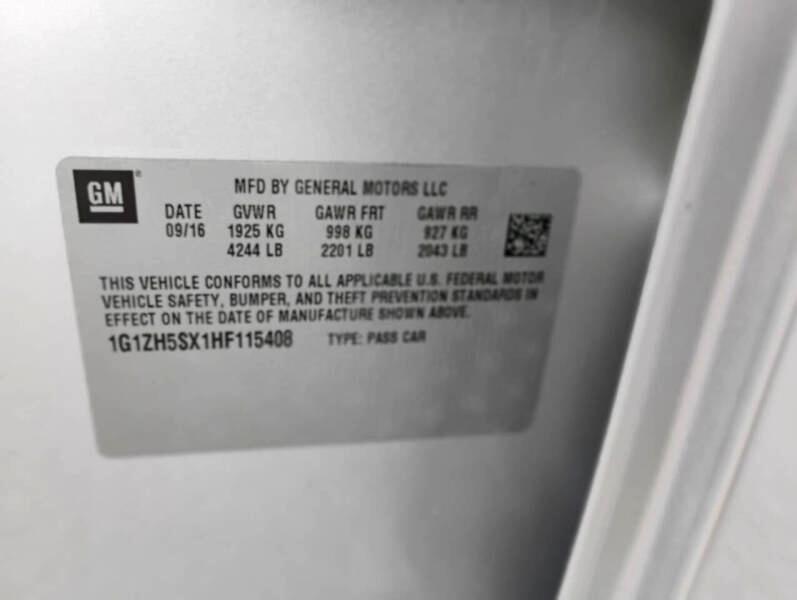 GM® MFD BY GENERAL MOTORS LLC
DATE GVWR GAWR FRT GAWR RR
09/16 1925 KG 998 KG 927 KG
4244 LB 2201 LB 2043 LB
THIS VEHICLE CONFORMS TO ALL APPLICABLE U.S. FEDERAL MOTOR
VEHICLE SAFETY, BUMPER, AND THEFT PREVENTION STANDARDS IN
EFFECT ON THE DATE OF MANUFACTURE SHOWN ABOVE.
1G1ZH5SX1HF115408 TYPE: PASS CAR